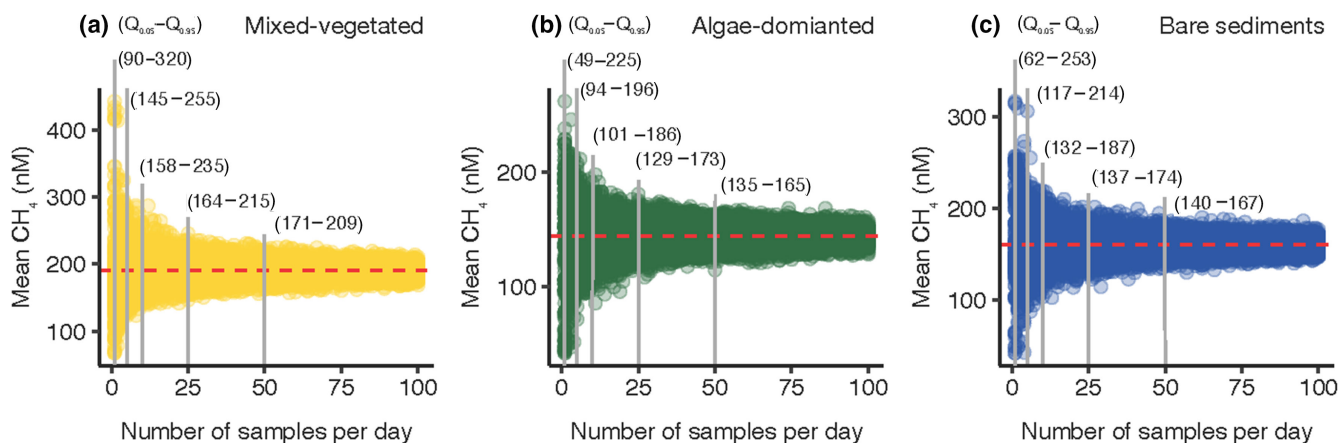 (a) (Q0.05–Q0.95) Mixed-vegetated
(90–320)
(145–255)
(158–235)
(164–215)
(171–209)
400
300
200
100
Mean CH4 (nM)
0 25 50 75 100
Number of samples per day
(b) (Q0.05–Q0.95) Algae-domianted
(49–225)
(94–196)
(101–186)
(129–173)
(135–165)
200
100
Mean CH4 (nM)
0 25 50 75 100
Number of samples per day
(c) (Q0.05–Q0.95) Bare sediments
(62–253)
(117–214)
(132–187)
(137–174)
(140–167)
300
200
100
Mean CH4 (nM)
0 25 50 75 100
Number of samples per day